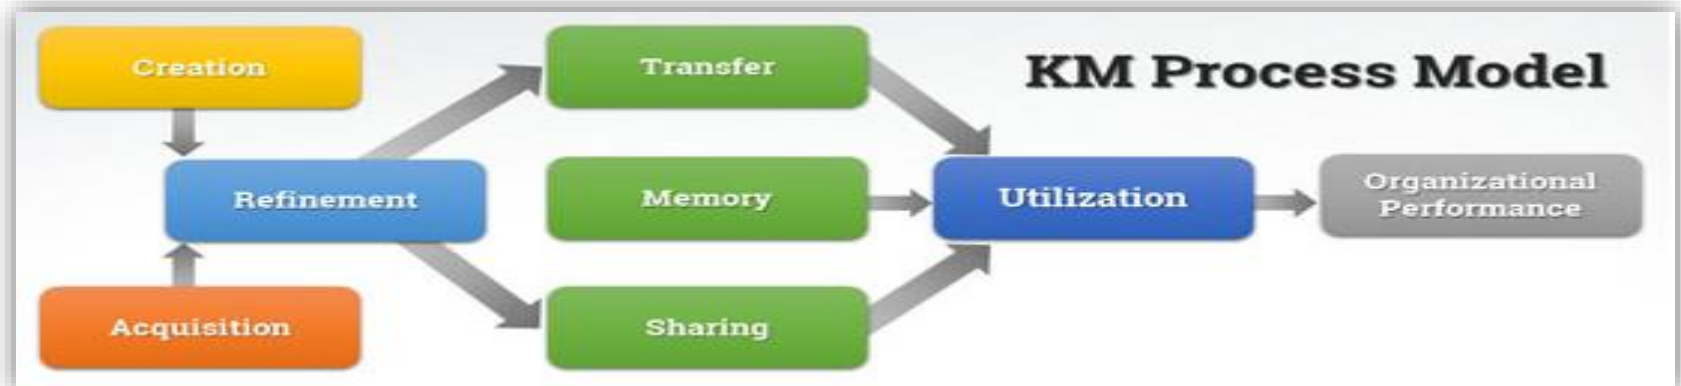 KM Process Model
Creation
Transfer
Refinement
Memory
Utilization
Organizational
Performance
Acquisition
Sharing